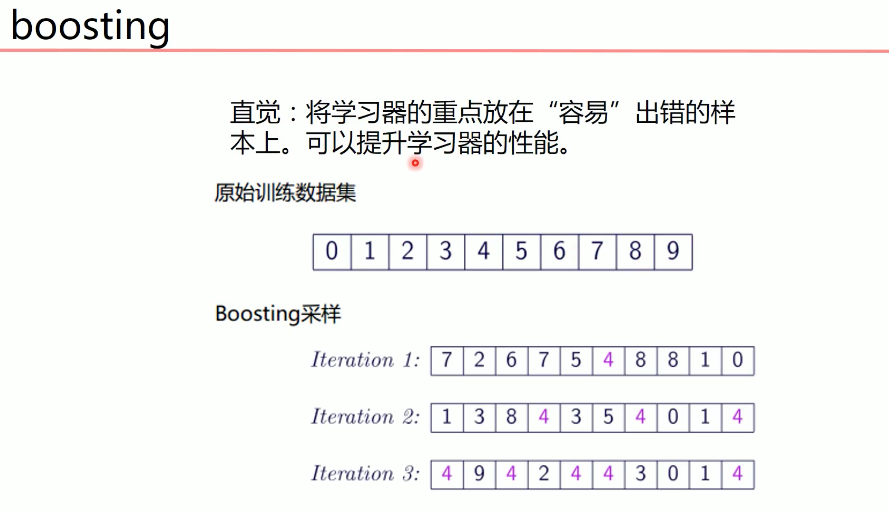 boosting
直觉：将学习器的重点放在“容易”出错的样
本上。可以提升学习器的性能。
原始训练数据集
0 1 2 3 4 5 6 7 8 9
Boosting采样
Iteration 1: 7 2 6 7 5 4 8 8 1 0
Iteration 2: 1 3 8 4 3 5 4 0 1 4
Iteration 3: 4 9 4 2 4 4 3 0 1 4